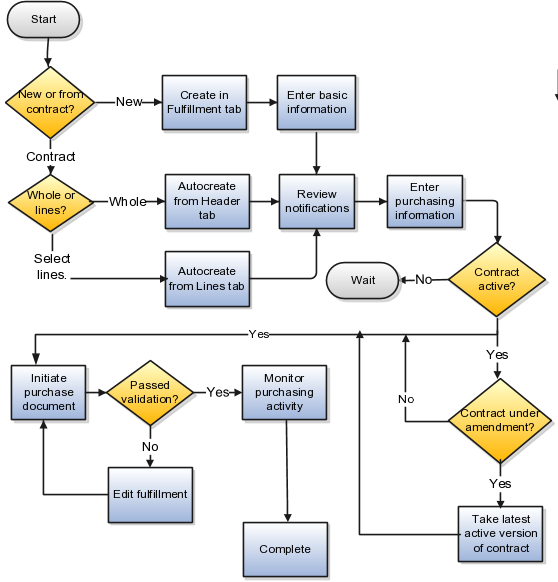 Start
New or from
contract?
New
Create in
Fulfillment tab
Enter basic
information
Contract
Whole or
lines?
Whole
Autocreate
from Header
tab
Review
notifications
Enter
purchasing
information
Select
lines.
Autocreate
from Lines tab
Wait
No
Contract
active?
Yes
Yes
Initiate
purchase
document
Passed
validation?
Yes
Monitor
purchasing
activity
No
Contract under
amendment?
No
Yes
Edit fulfillment
Take latest
active version
of contract
Complete